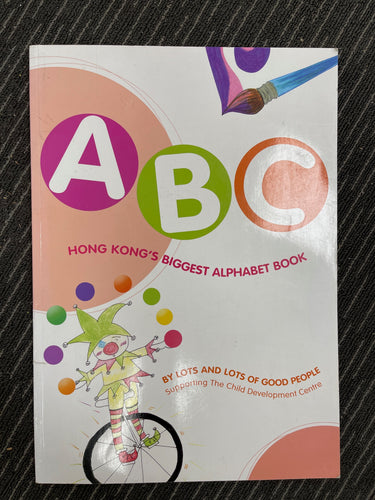 ABC
HONG KONG'S BIGGEST ALPHABET BOOK
BY LOTS AND LOTS OF GOOD PEOPLE
Supporting The Child Development Centre